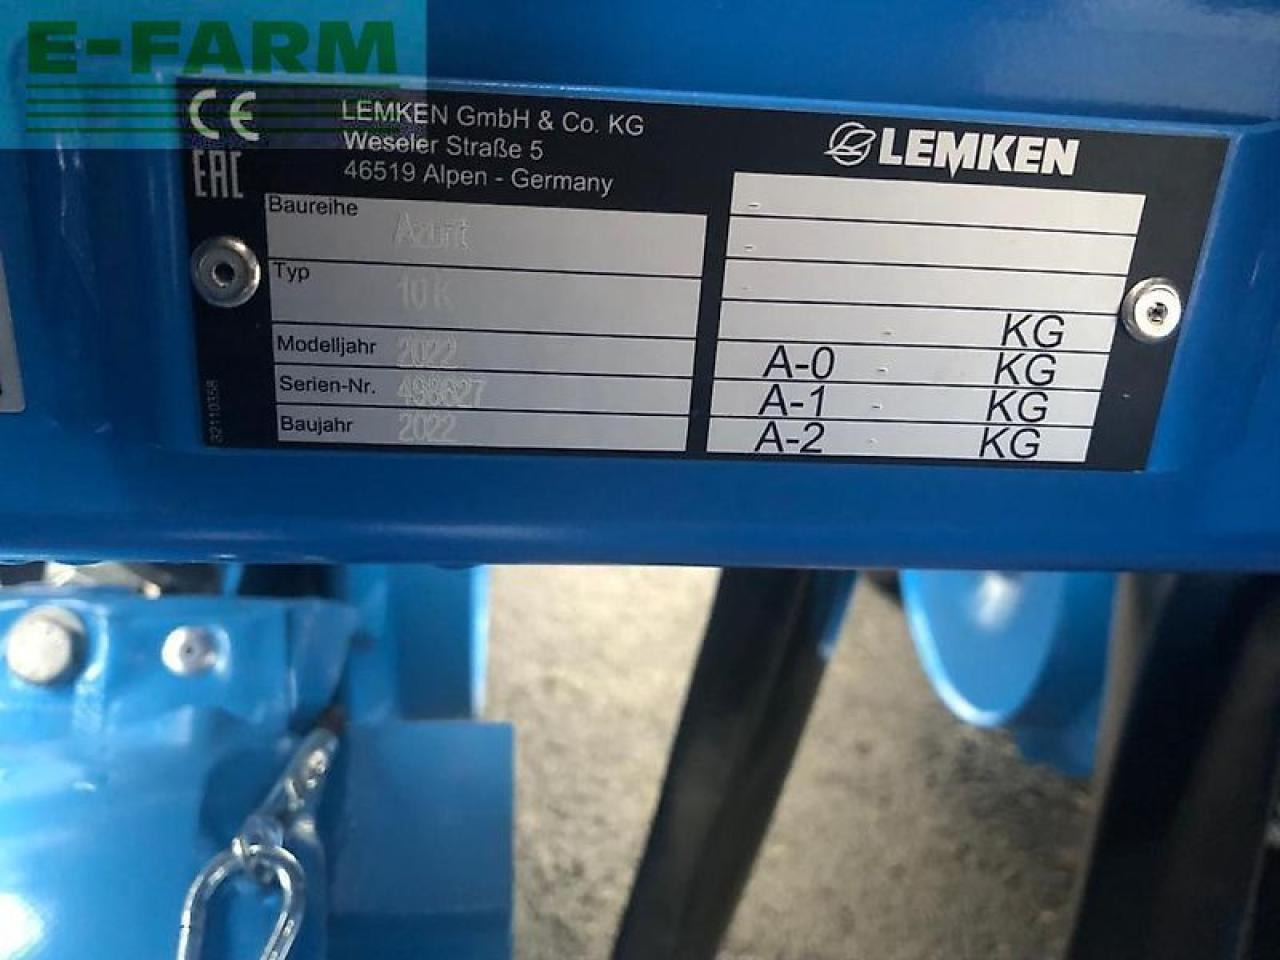 E-FARM
CE
EAC
LEMKEN GmbH & Co. KG
Weseler Straße 5
46519 Alpen - Germany
LEMKEN
Baureihe Azurit
Typ 10 K
Modelljahr 2022
Serien-Nr.
Baujahr 2022
-
-
-
- KG
A-0 - KG
A-1 - KG
A-2 - KG
32110358